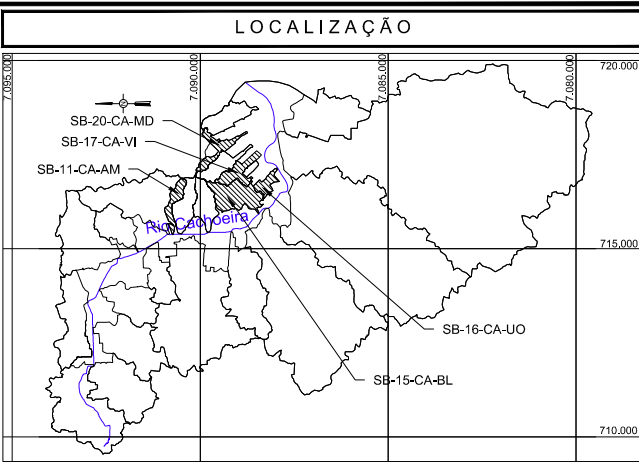 LOCALIZAÇÃO
7.095.000
7.090.000
7.085.000
7.080.000
720.000
SB-20-CA-MD
SB-17-CA-VI
SB-11-CA-AM
Rio Cachoeira
715.000
SB-16-CA-UO
SB-15-CA-BL
710.000